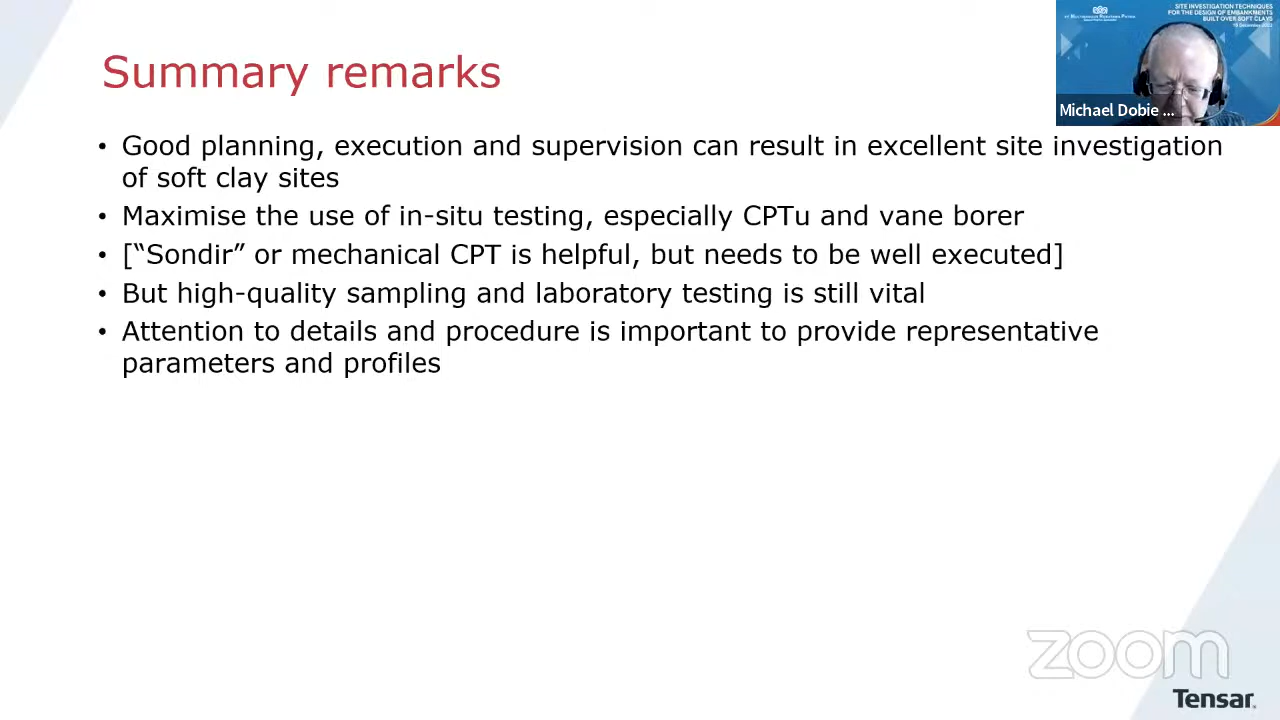 Summary remarks
• Good planning, execution and supervision can result in excellent site investigation
of soft clay sites
• Maximise the use of in-situ testing, especially CPTu and vane borer
• [“Sondir” or mechanical CPT is helpful, but needs to be well executed]
• But high-quality sampling and laboratory testing is still vital
• Attention to details and procedure is important to provide representative
parameters and profiles
SITE INVESTIGATION TECHNIQUES
FOR THE DESIGN OF EMBANKMENTS
BUILT OVER SOFT CLAYS
Michael Dobie ...
zoom
Tensar